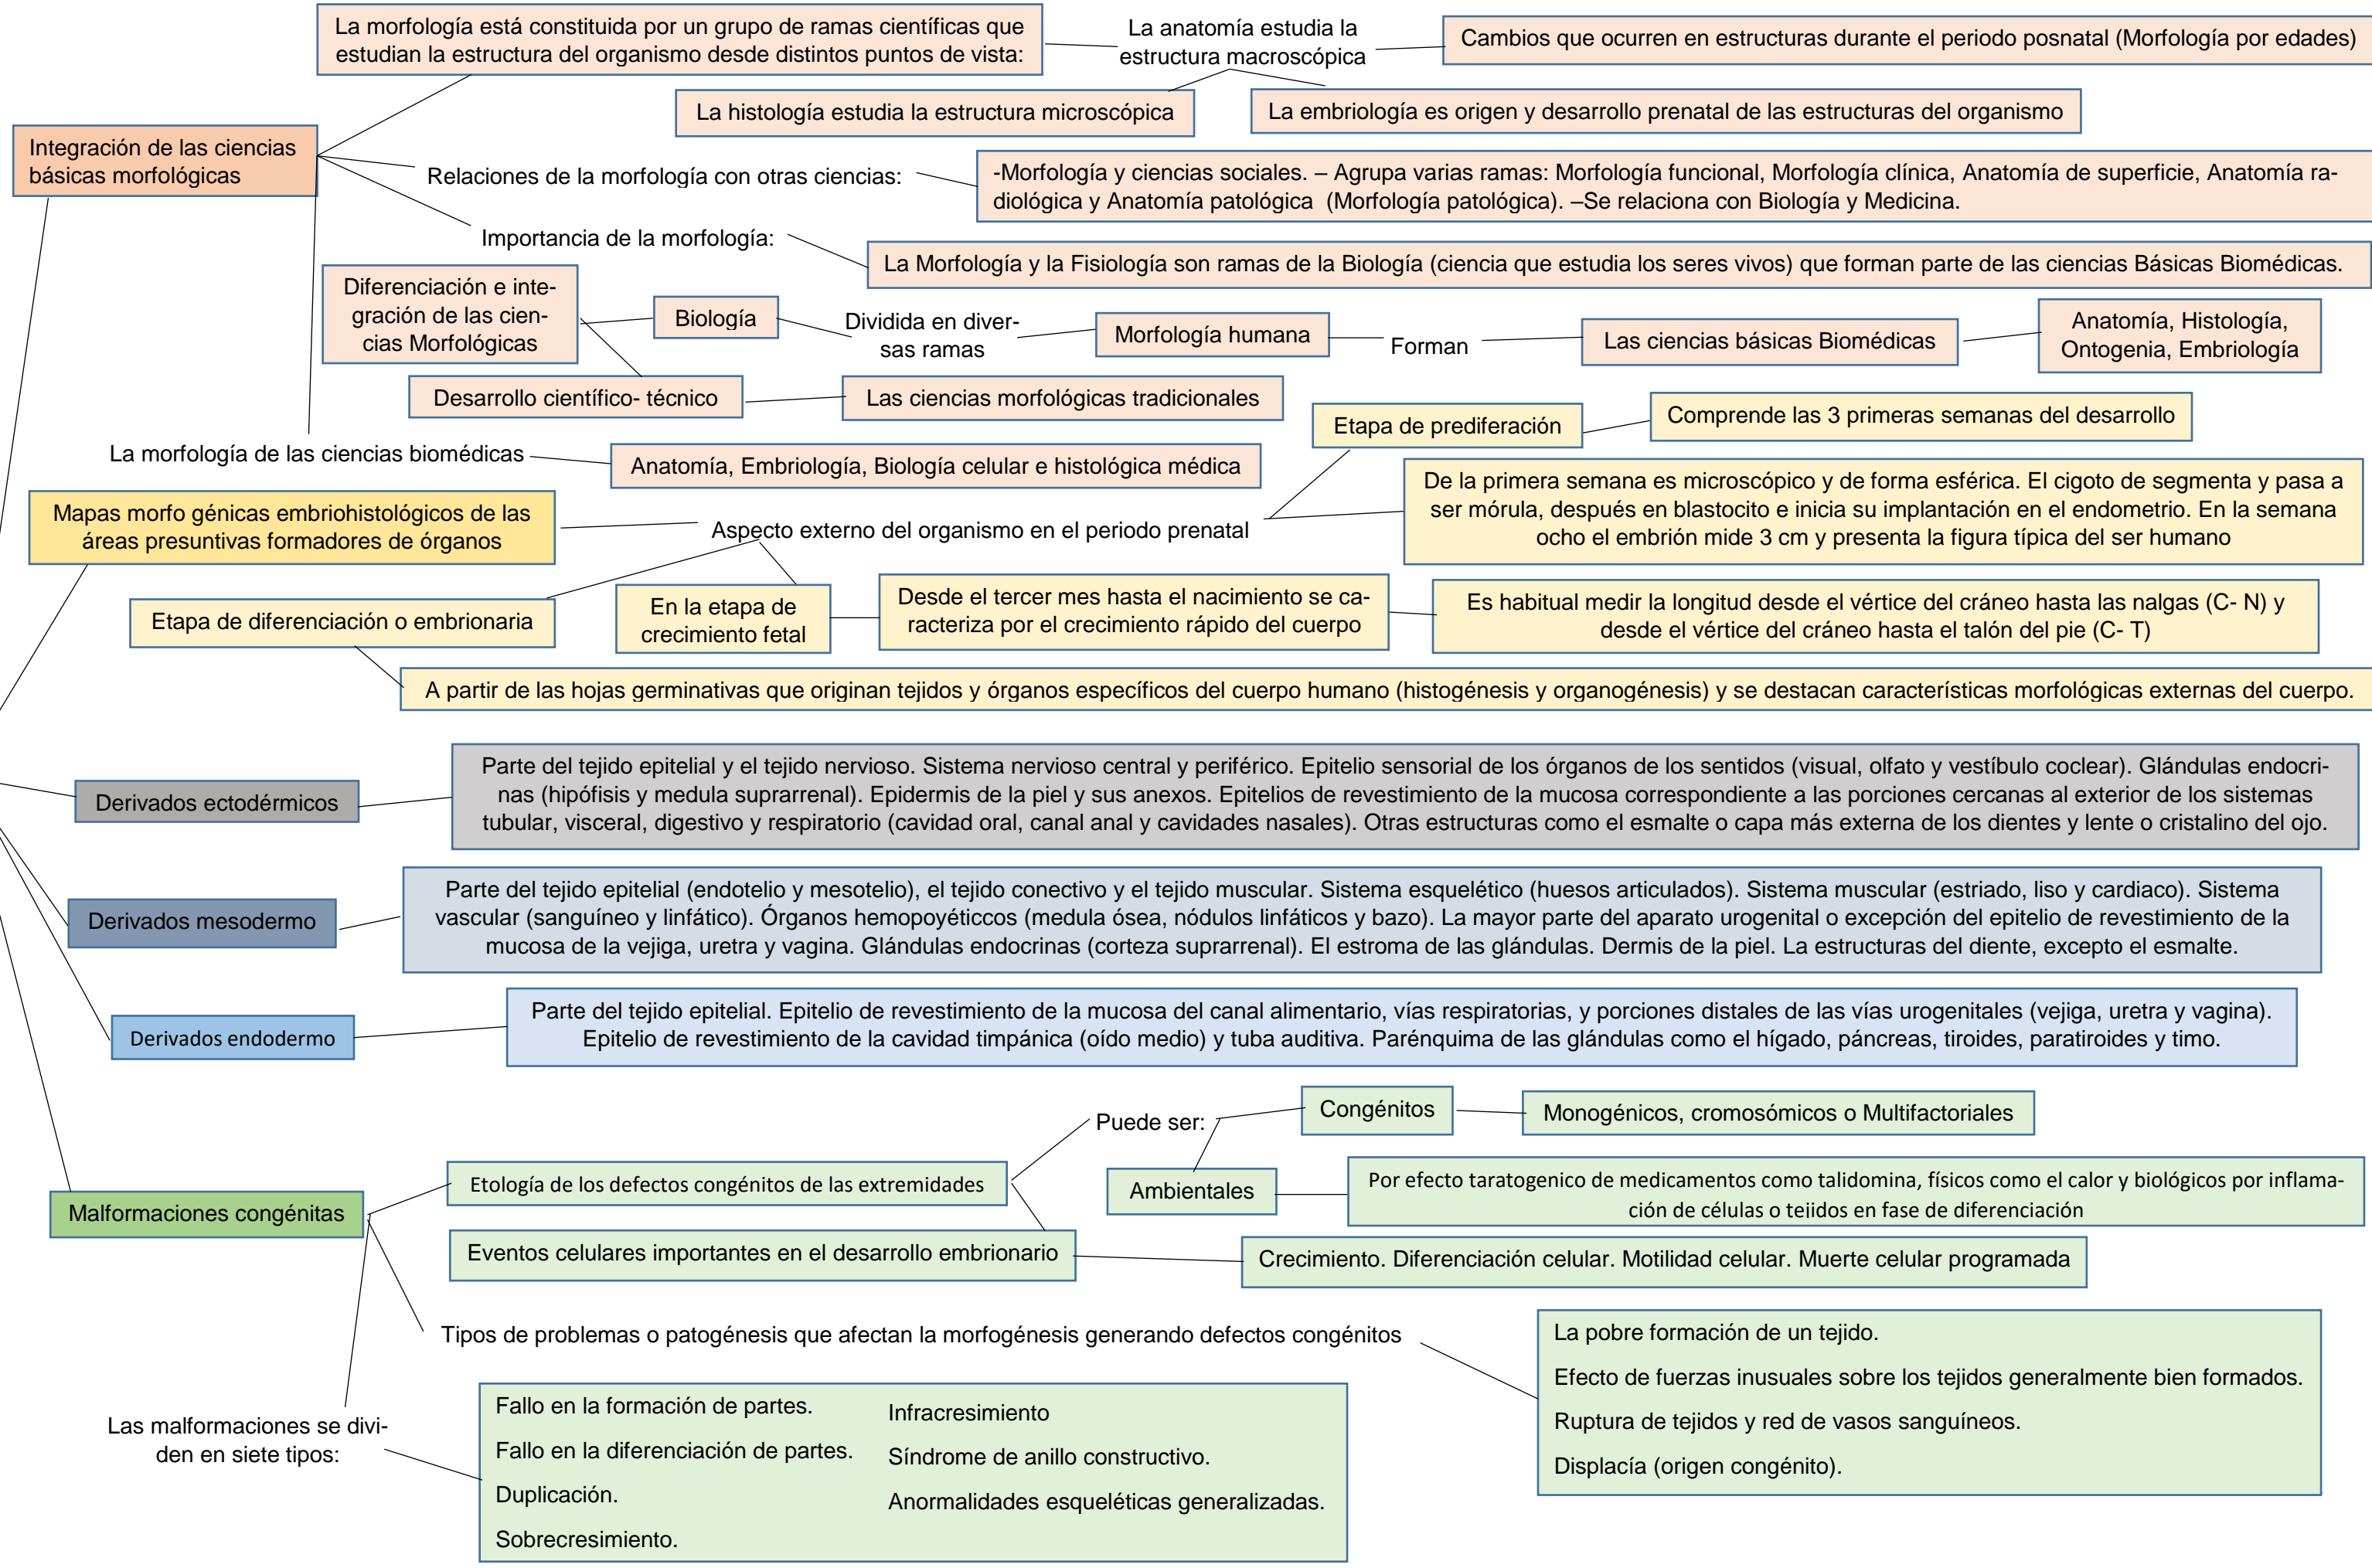 La morfología está constituida por un grupo de ramas científicas que
estudian la estructura del organismo desde distintos puntos de vista:
La anatomía estudia la
estructura macroscópica
Cambios que ocurren en estructuras durante el periodo posnatal (Morfología por edades)
La histología estudia la estructura microscópica
La embriología es origen y desarrollo prenatal de las estructuras del organismo
Integración de las ciencias
básicas morfológicas
Relaciones de la morfología con otras ciencias:
-Morfología y ciencias sociales. – Agrupa varias ramas: Morfología funcional, Morfología clínica, Anatomía de superficie, Anatomía ra-
diológica y Anatomía patológica (Morfología patológica). –Se relaciona con Biología y Medicina.
Importancia de la morfología:
La Morfología y la Fisiología son ramas de la Biología (ciencia que estudia los seres vivos) que forman parte de las ciencias Básicas Biomédicas.
Diferenciación e inte-
gración de las cien-
cias Morfológicas
Biología
Dividida en diver-
sas ramas
Morfología humana
Forman
Las ciencias básicas Biomédicas
Anatomía, Histología,
Ontogenia, Embriología
Desarrollo científico- técnico
Las ciencias morfológicas tradicionales
La morfología de las ciencias biomédicas
Anatomía, Embriología, Biología celular e histológica médica
Etapa de prediferación
Comprende las 3 primeras semanas del desarrollo
Mapas morfo génicas embriohistológicos de las
áreas presuntivas formadores de órganos
Aspecto externo del organismo en el periodo prenatal
De la primera semana es microscópico y de forma esférica. El cigoto de segmenta y pasa a
ser mórula, después en blastocito e inicia su implantación en el endometrio. En la semana
ocho el embrión mide 3 cm y presenta la figura típica del ser humano
Etapa de diferenciación o embrionaria
En la etapa de
crecimiento fetal
Desde el tercer mes hasta el nacimiento se ca-
racteriza por el crecimiento rápido del cuerpo
Es habitual medir la longitud desde el vértice del cráneo hasta las nalgas (C- N) y
desde el vértice del cráneo hasta el talón del pie (C- T)
A partir de las hojas germinativas que originan tejidos y órganos específicos del cuerpo humano (histogénesis y organogénesis) y se destacan características morfológicas externas del cuerpo.
Derivados ectodérmicos
Parte del tejido epitelial y el tejido nervioso. Sistema nervioso central y periférico. Epitelio sensorial de los órganos de los sentidos (visual, olfato y vestíbulo coclear). Glándulas endocri-
nas (hipófisis y medula suprarrenal). Epidermis de la piel y sus anexos. Epitelios de revestimiento de la mucosa correspondiente a las porciones cercanas al exterior de los sistemas
tubular, visceral, digestivo y respiratorio (cavidad oral, canal anal y cavidades nasales). Otras estructuras como el esmalte o capa más externa de los dientes y lente o cristalino del ojo.
Derivados mesodermo
Parte del tejido epitelial (endotelio y mesotelio), el tejido conectivo y el tejido muscular. Sistema esquelético (huesos articulados). Sistema muscular (estriado, liso y cardiaco). Sistema
vascular (sanguíneo y linfático). Órganos hemopoyéticcos (medula ósea, nódulos linfáticos y bazo). La mayor parte del aparato urogenital o excepción del epitelio de revestimiento de la
mucosa de la vejiga, uretra y vagina. Glándulas endocrinas (corteza suprarrenal). El estroma de las glándulas. Dermis de la piel. La estructuras del diente, excepto el esmalte.
Derivados endodermo
Parte del tejido epitelial. Epitelio de revestimiento de la mucosa del canal alimentario, vías respiratorias, y porciones distales de las vías urogenitales (vejiga, uretra y vagina).
Epitelio de revestimiento de la cavidad timpánica (oído medio) y tuba auditiva. Parénquima de las glándulas como el hígado, páncreas, tiroides, paratiroides y timo.
Malformaciones congénitas
Etología de los defectos congénitos de las extremidades
Puede ser:
Congénitos
Monogénicos, cromosómicos o Multifactoriales
Ambientales
Por efecto taratogenico de medicamentos como talidomina, físicos como el calor y biológicos por inflama-
ción de células o tejidos en fase de diferenciación
Eventos celulares importantes en el desarrollo embrionario
Crecimiento. Diferenciación celular. Motilidad celular. Muerte celular programada
Tipos de problemas o patogénesis que afectan la morfogénesis generando defectos congénitos
La pobre formación de un tejido.
Efecto de fuerzas inusuales sobre los tejidos generalmente bien formados.
Ruptura de tejidos y red de vasos sanguíneos.
Displacía (origen congénito).
Las malformaciones se divi-
den en siete tipos:
Fallo en la formación de partes.
Fallo en la diferenciación de partes.
Duplicación.
Sobrecresimiento.
Infracresimiento
Síndrome de anillo constructivo.
Anormalidades esqueléticas generalizadas.